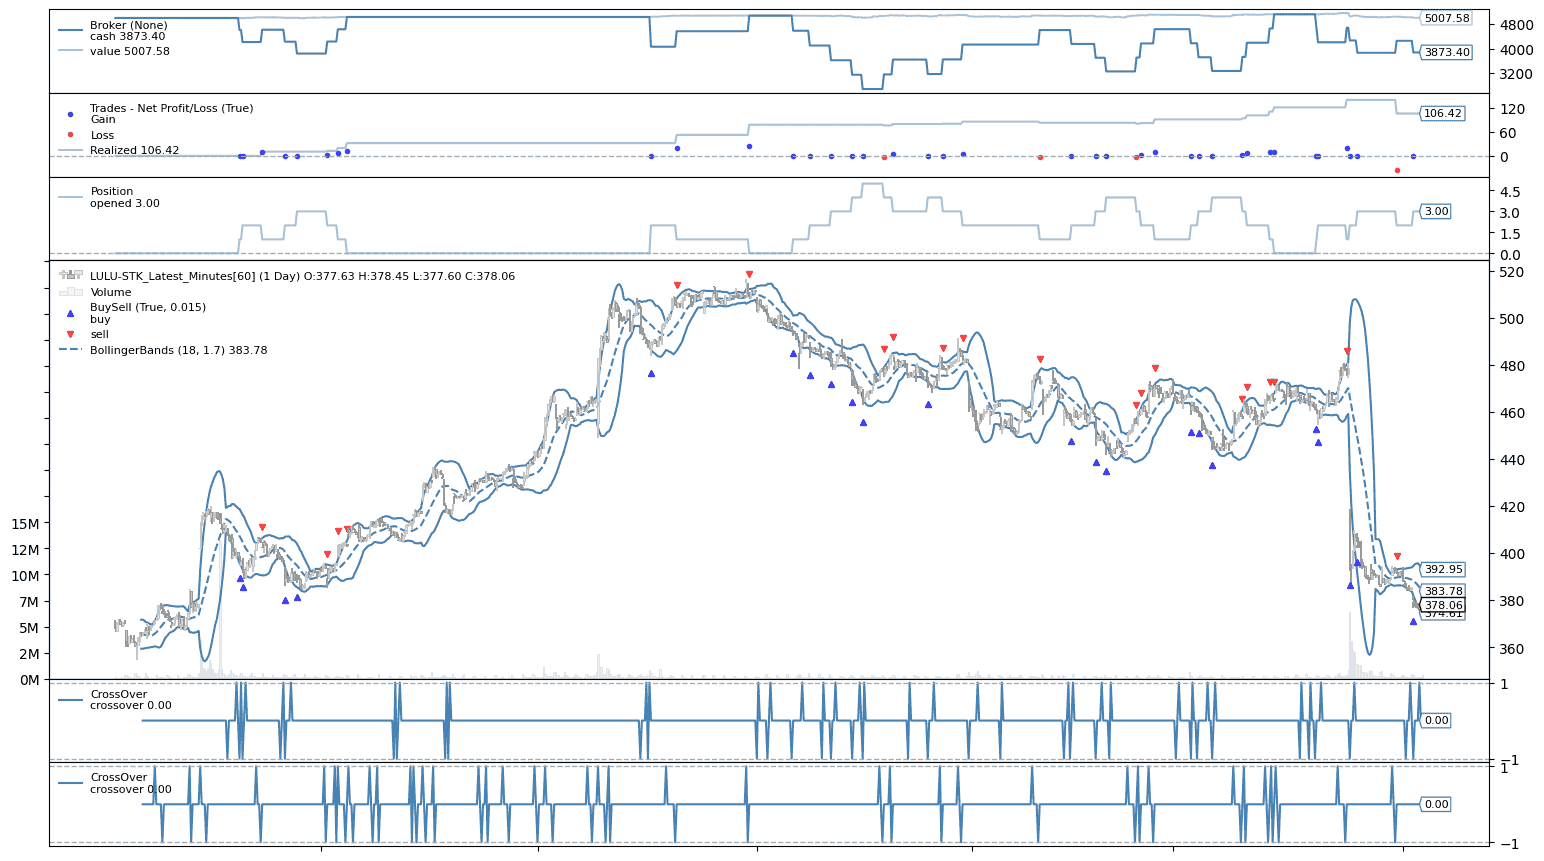 Broker (None)
cash 3873.40
value 5007.58
5007.58
4800
4000
3873.40
3200
Trades - Net Profit/Loss (True)
Gain
Loss
Realized 106.42
120
106.42
60
0
Position
opened 3.00
4.5
3.00
3.0
1.5
0.0
LULU-STK_Latest_Minutes[60] (1 Day) O:377.63 H:378.45 L:377.60 C:378.06
Volume
BuySell (True, 0.015)
buy
sell
BollingerBands (18, 1.7) 383.78
520
500
480
460
440
420
400
380
360
15M
12M
10M
7M
5M
2M
0M
392.95
383.78
378.06
374.61
CrossOver
crossover 0.00
1
0.00
−1
CrossOver
crossover 0.00
1
0.00
−1